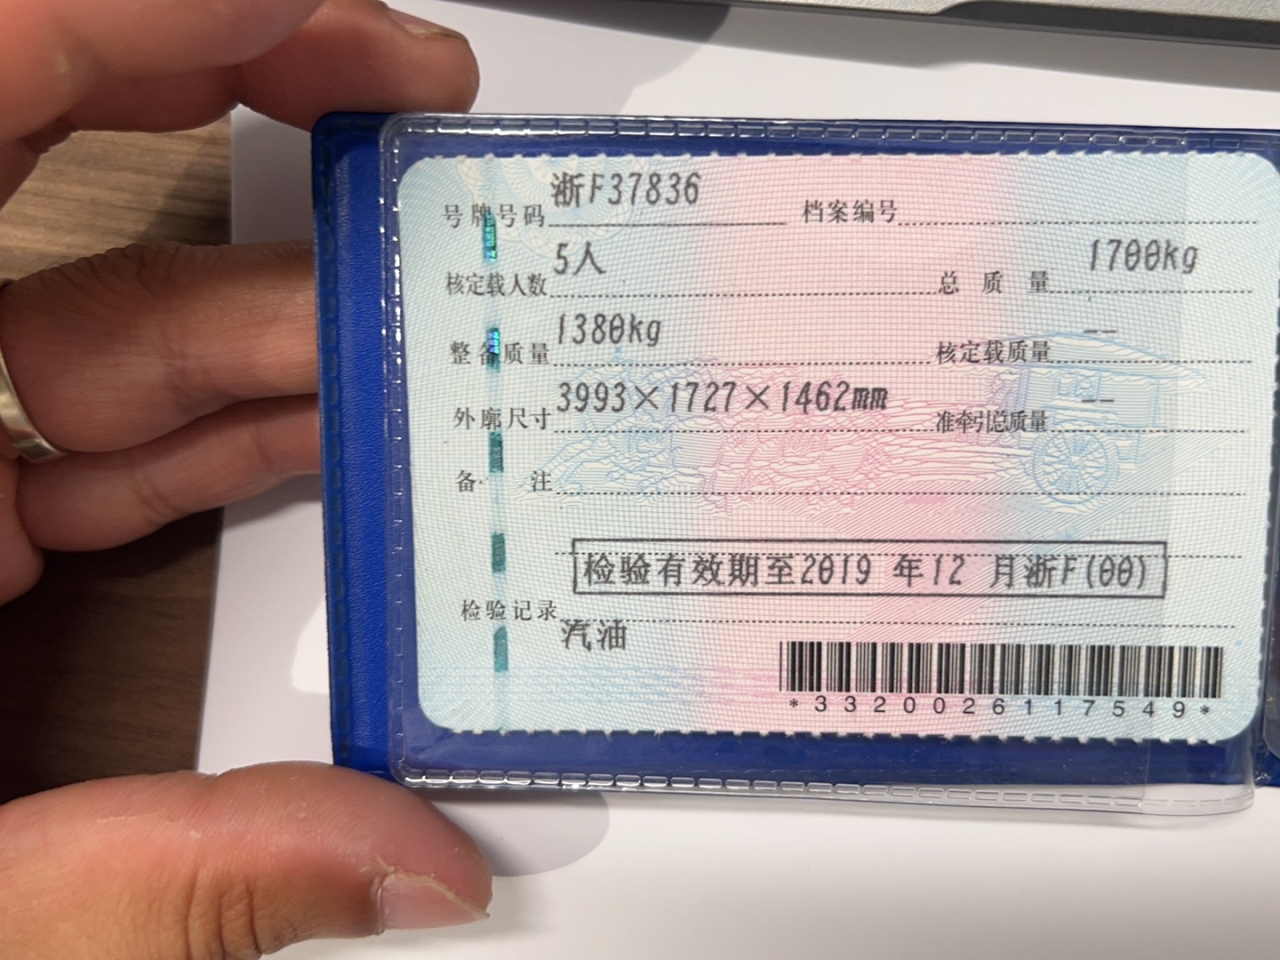 号牌号码 浙F37836 档案编号
核定载人数 5人 总质量 1700kg
整备质量 1380kg 核定载质量 --
外廓尺寸 3993×1727×1462mm 准牵引总质量 --
备注
检验有效期至2019 年12 月浙F(00)
检验记录
汽油
*3320026117549*